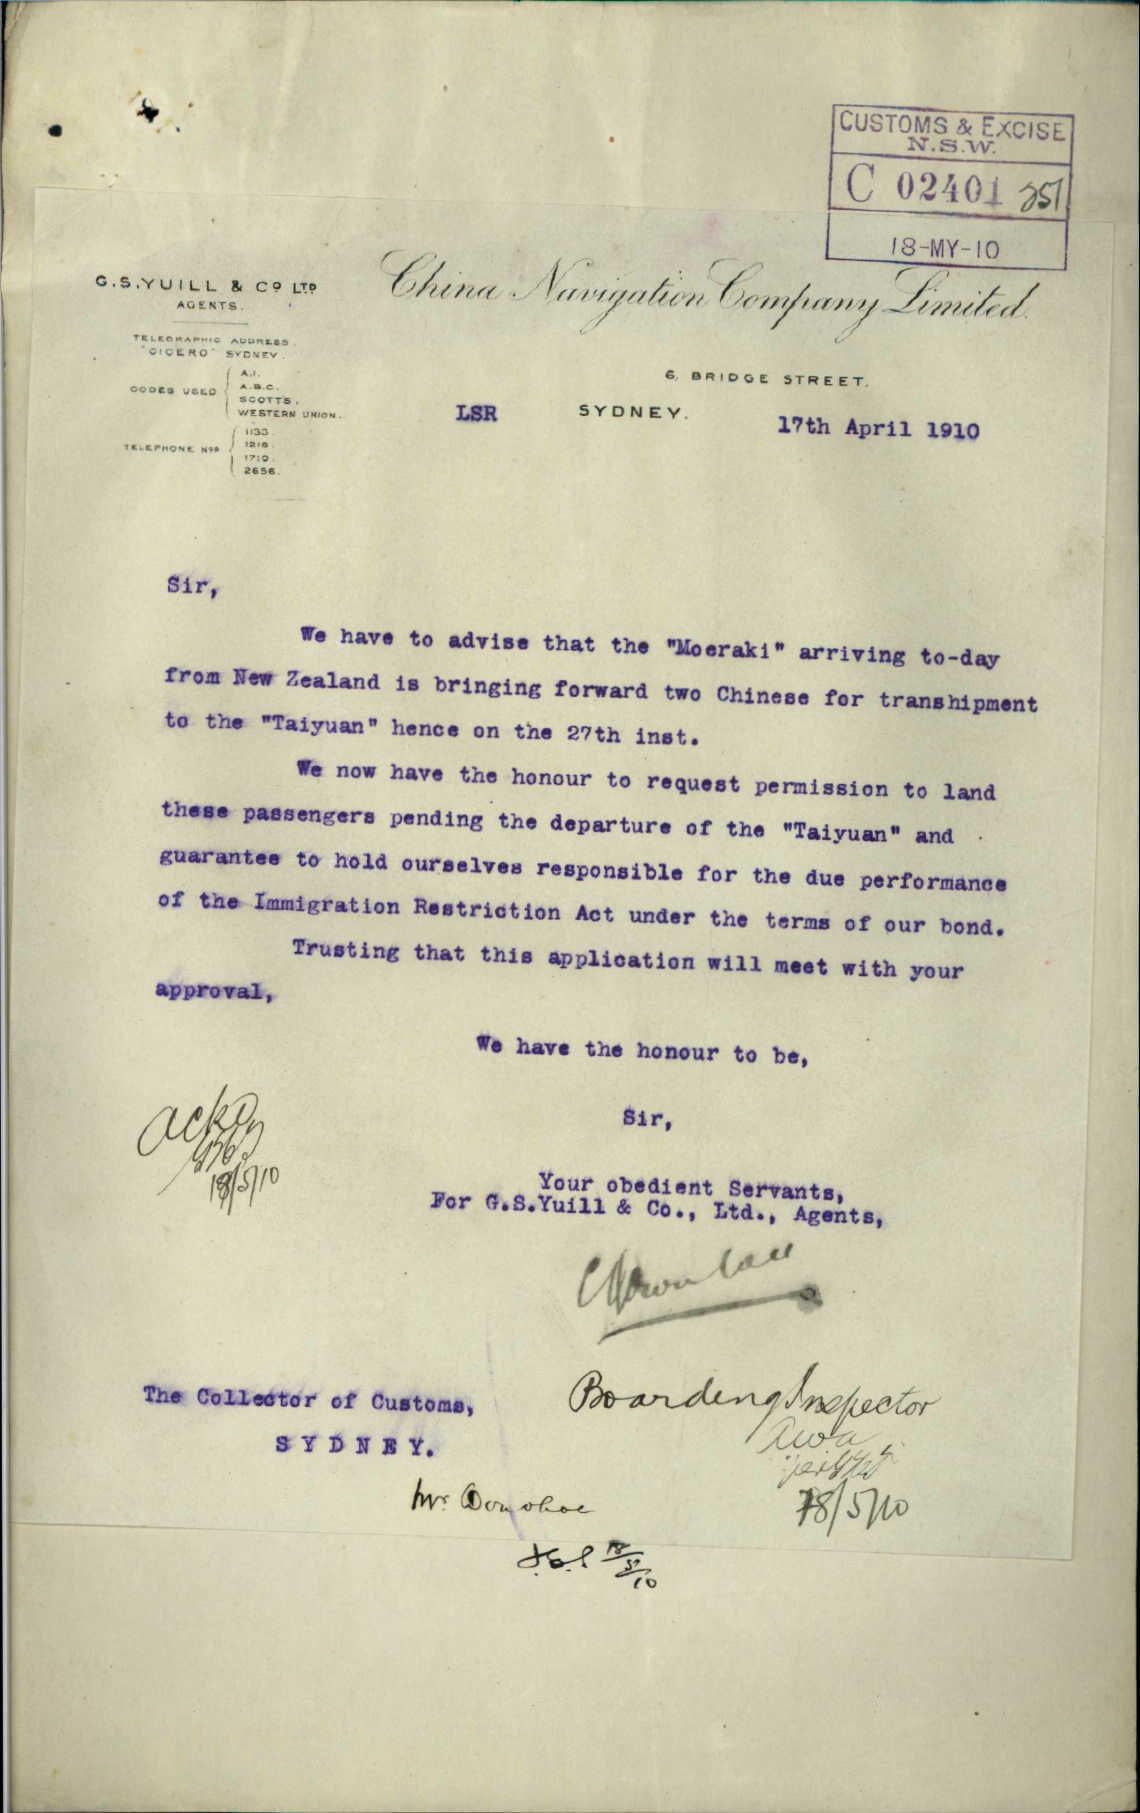 CUSTOMS & EXCISE
N.S.W.
C 02401 351
18-MY-10
G.S.YUILL & Co LTD
AGENTS.
China Navigation Company Limited.
TELEGRAPHIC ADDRESS.
"CICERO" SYDNEY.
CODES USED
A.I.
A.B.C.
SCOTTS.
WESTERN UNION.
TELEPHONE Nos
1133.
1218.
1710.
2656.
6, BRIDGE STREET.
LSR SYDNEY.
17th April 1910
Sir,
We have to advise that the "Moeraki" arriving to-day
from New Zealand is bringing forward two Chinese for transhipment
to the "Taiyuan" hence on the 27th inst.
We now have the honour to request permission to land
these passengers pending the departure of the "Taiyuan" and
guarantee to hold ourselves responsible for the due performance
of the Immigration Restriction Act under the terms of our bond.
Trusting that this application will meet with your
approval,
We have the honour to be,
Sir,
Your obedient Servants,
For G.S.Yuill & Co., Ltd., Agents,
18/5/10
The Collector of Customs,
SYDNEY.
Boarding Inspector
18/5/10
Mr Donohoe
18/5/10